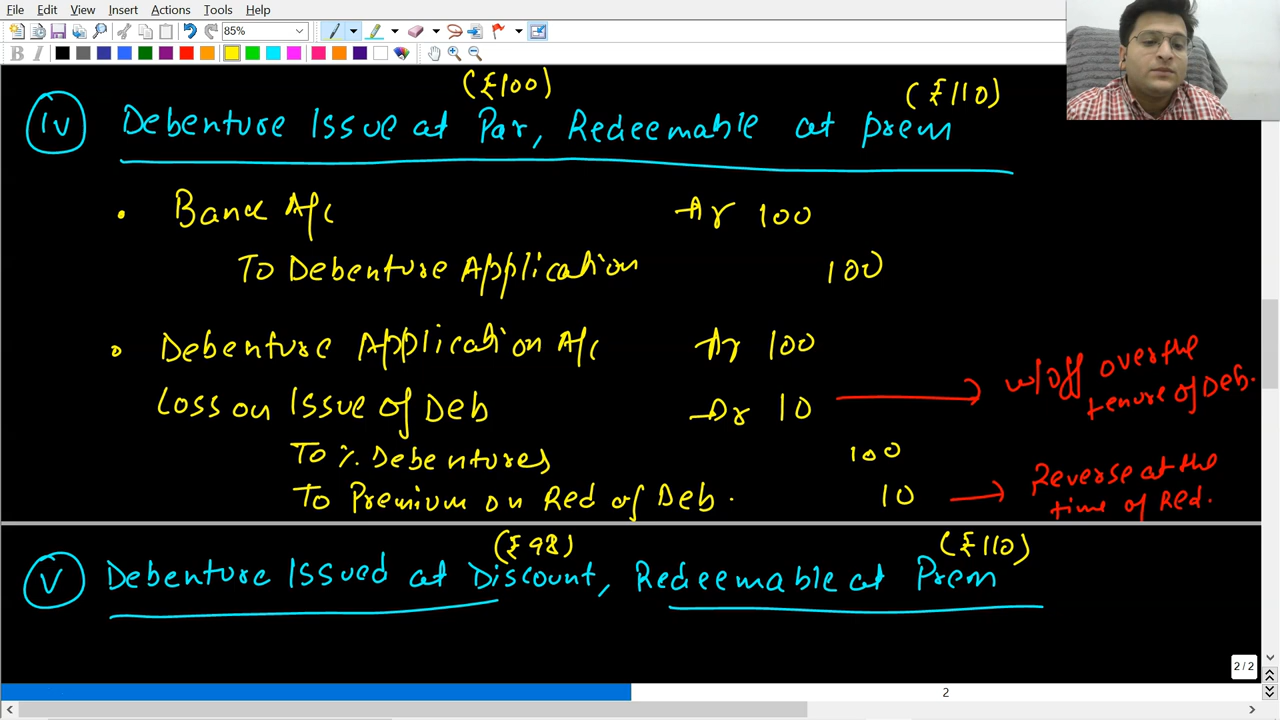 File Edit View Insert Actions Tools Help
85%
B I U
(₹100) (₹110)
iv Debenture Issue at Par, Redeemable at prem
• Bank A/c Dr 100
To Debenture Application 100
• Debenture Application A/c Dr 100
Loss on Issue of Deb Dr 10 → w/off over the
tenure of Deb.
To %. Debentures 100
To Premium on Red of Deb. 10 → Reverse at the
time of Red.
(₹98) (₹110)
V Debenture Issued at Discount, Redeemable at Prem
2 / 2
2